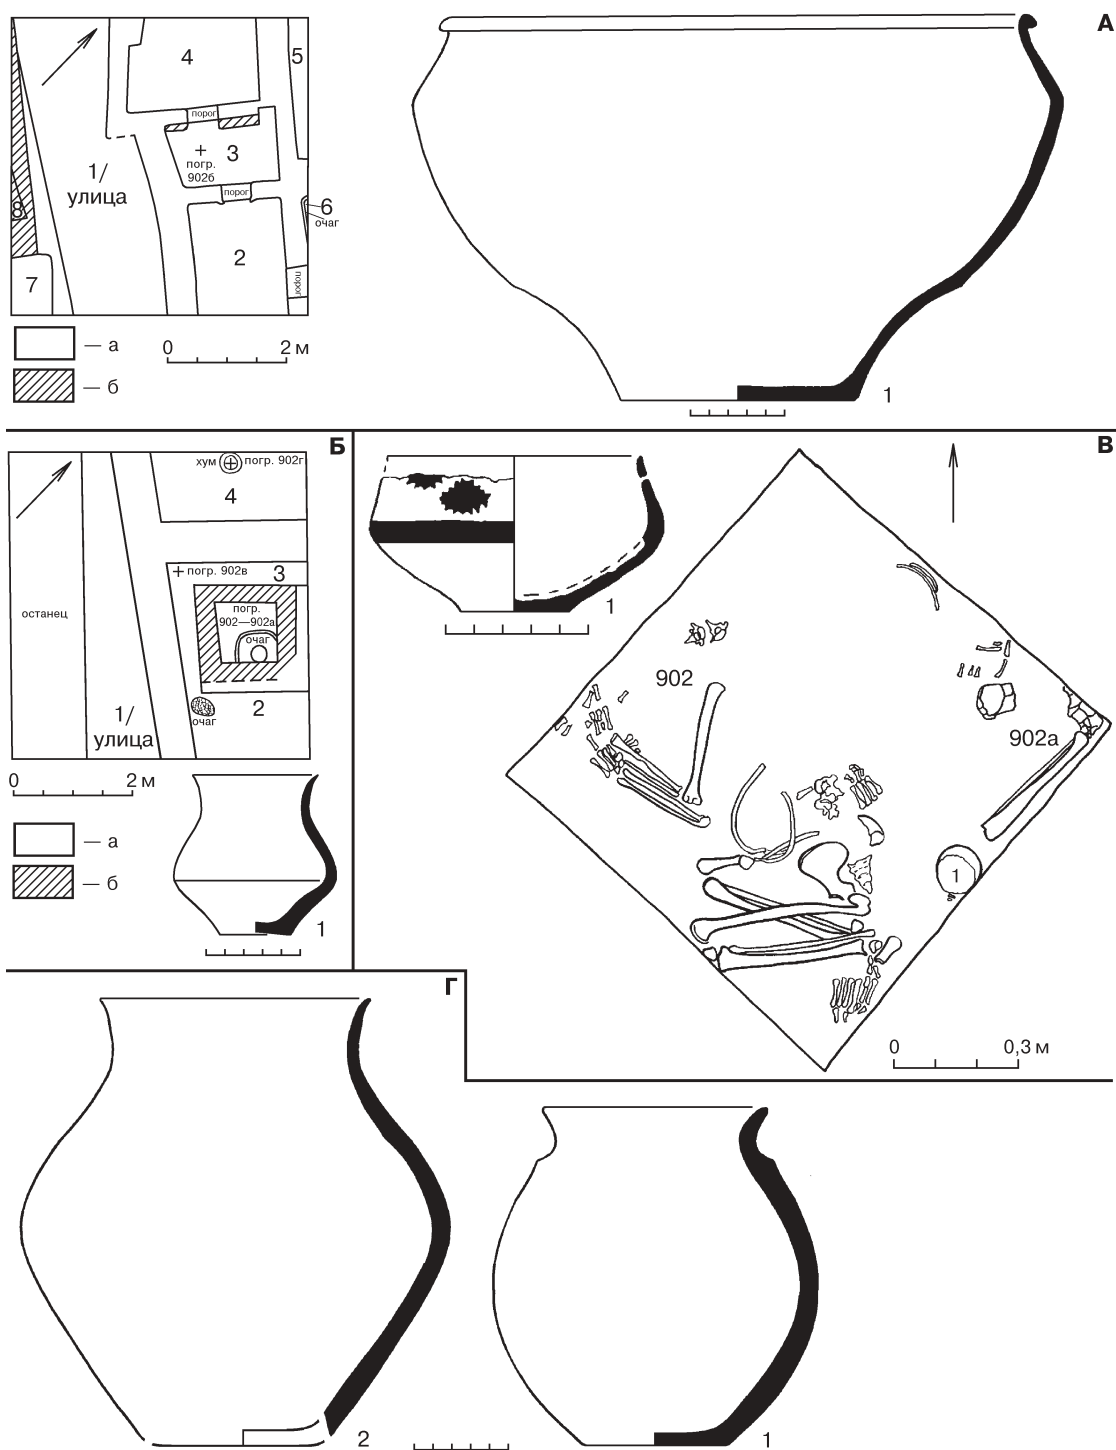 А
4
5
порог
+ 3
погр.
902б
1/
улица
порог
6
очаг
8
2
7
порог
— а
0 2 м
— б
1
Б
хум погр. 902г
4
+ погр. 902в 3
останец
погр.
902—902а
очаг
2
очаг
1/
улица
0 2 м
— а
— б
1
В
1
902
902а
1
0 0,3 м
Г
2
1